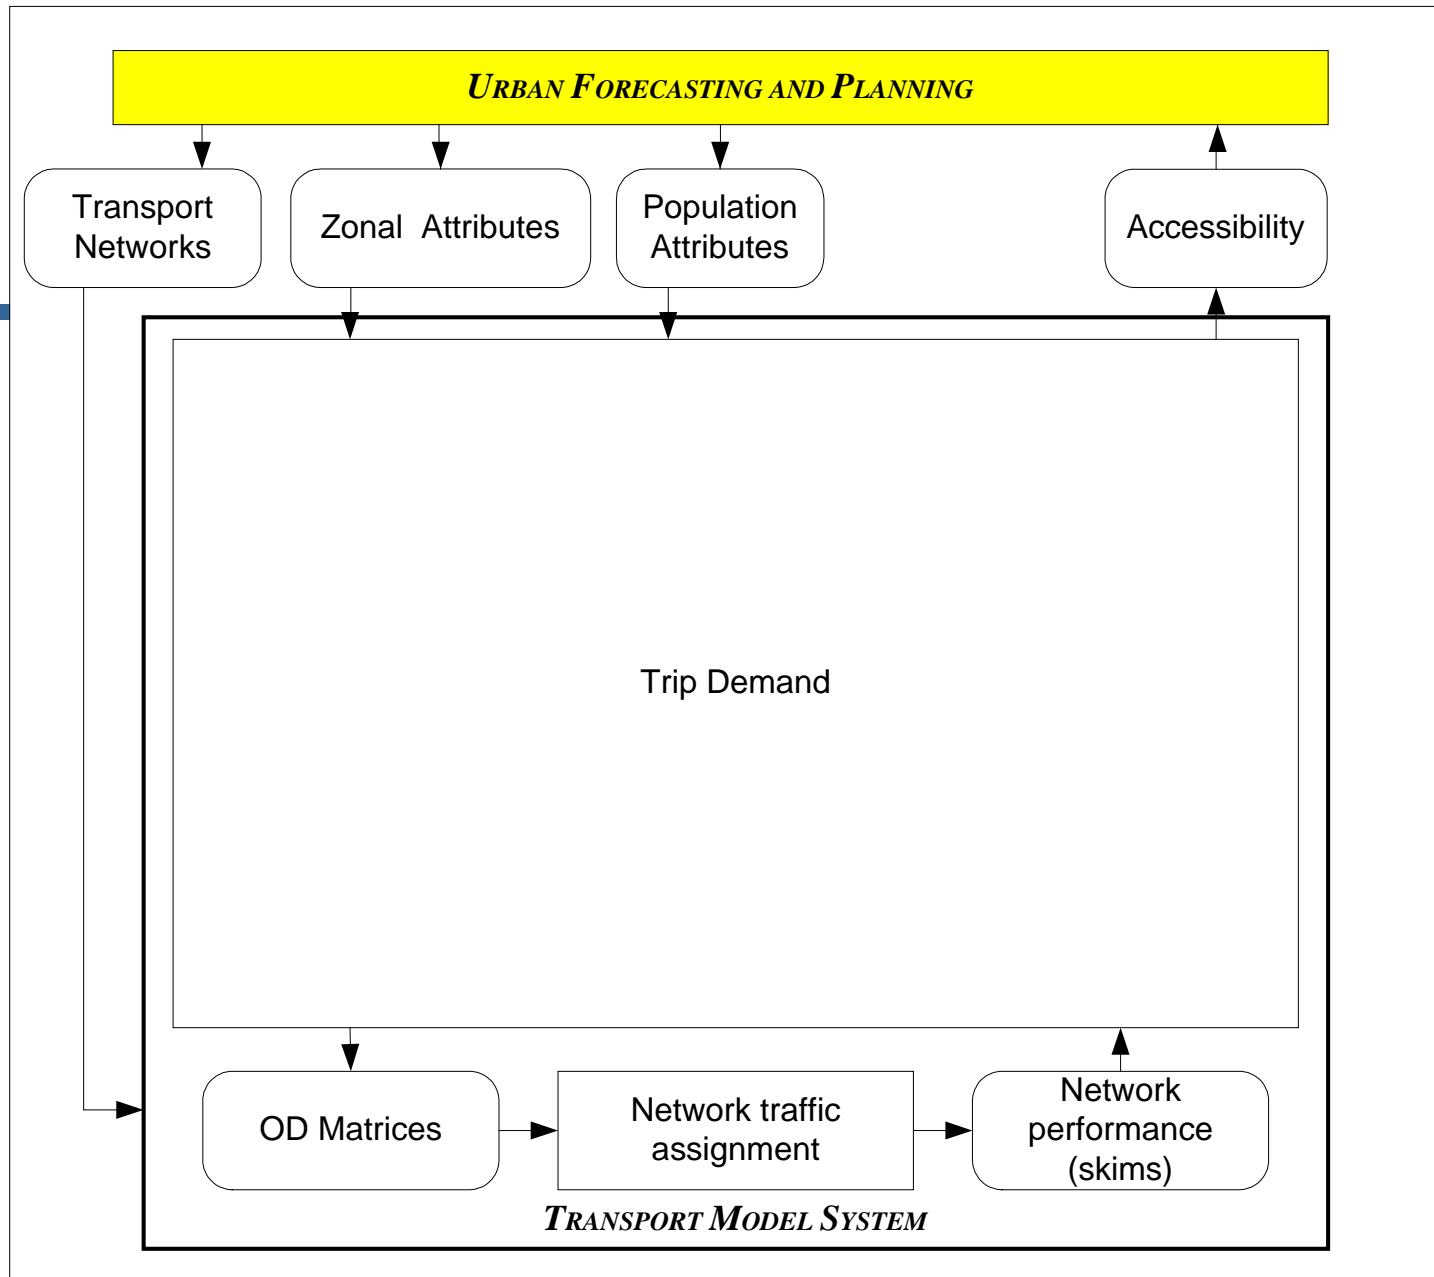 URBAN FORECASTING AND PLANNING
Transport
Networks
Zonal Attributes
Population
Attributes
Accessibility
Trip Demand
OD Matrices
Network traffic
assignment
Network
performance
(skims)
TRANSPORT MODEL SYSTEM